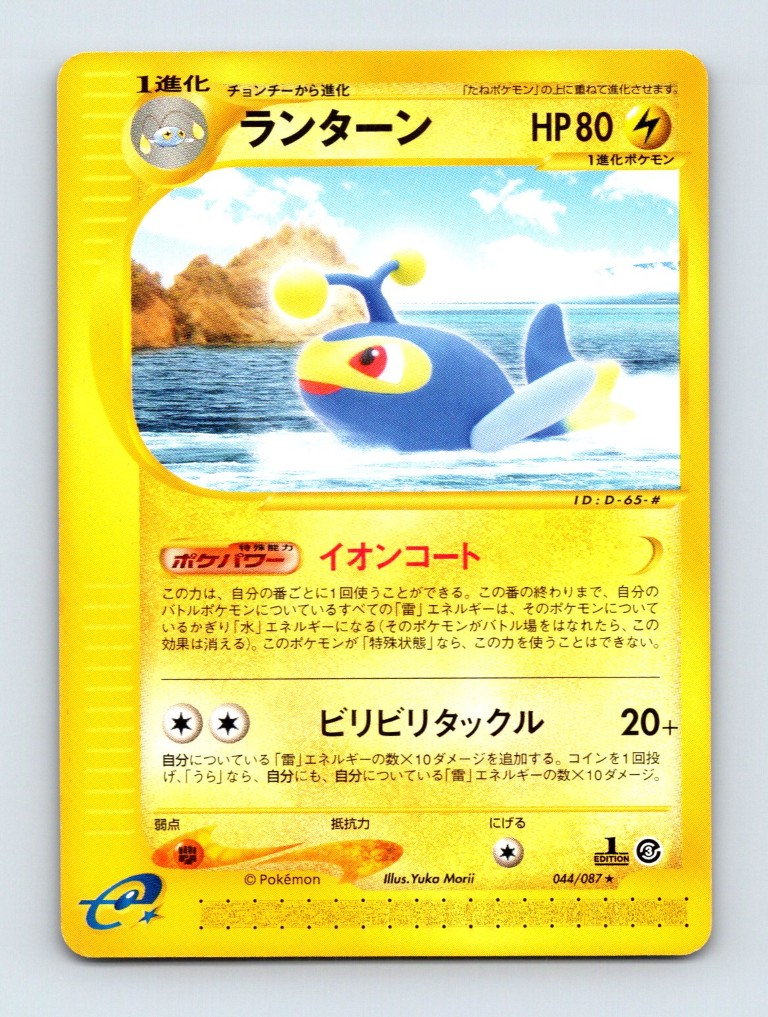 1進化 チョンチーから進化 「たねポケモン」の上に重ねて進化させます。
ランターン HP80
1進化ポケモン
ID:D-65-#
特殊能力
ポケパワー イオンコート
この力は、自分の番ごとに1回使うことができる。この番の終わりまで、自分の
バトルポケモンについているすべての「雷」エネルギーは、そのポケモンについて
いるかぎり「水」エネルギーになる(そのポケモンがバトル場をはなれたら、この
効果は消える)。このポケモンが「特殊状態」なら、この力を使うことはできない。
ビリビリタックル 20+
自分についている「雷」エネルギーの数×10ダメージを追加する。コインを1回投
げ、「うら」なら、自分にも、自分についている「雷」エネルギーの数×10ダメージ。
弱点 抵抗力 にげる
1 EDITION 3
©Pokémon Illus.Yuka Morii 044/087★
e